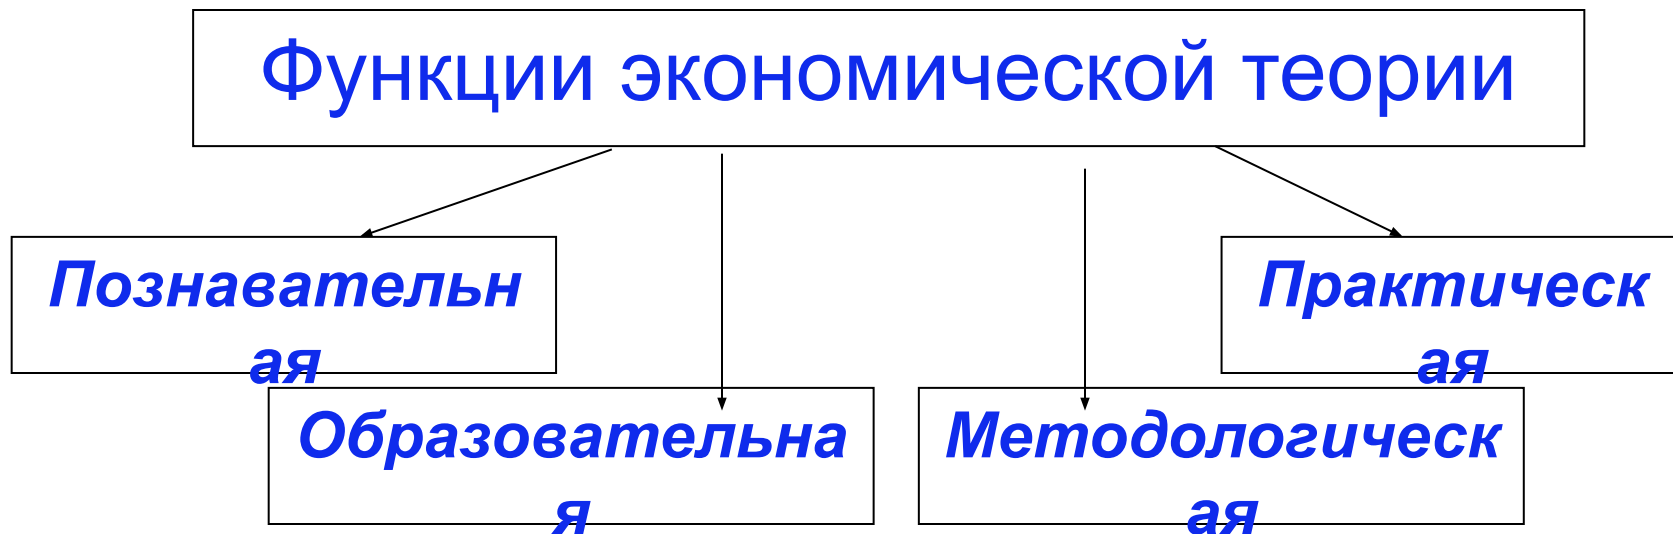 Функции экономической теории
Познавательн
ая
Практическ
ая
Образовательна
я
Методологическ
ая